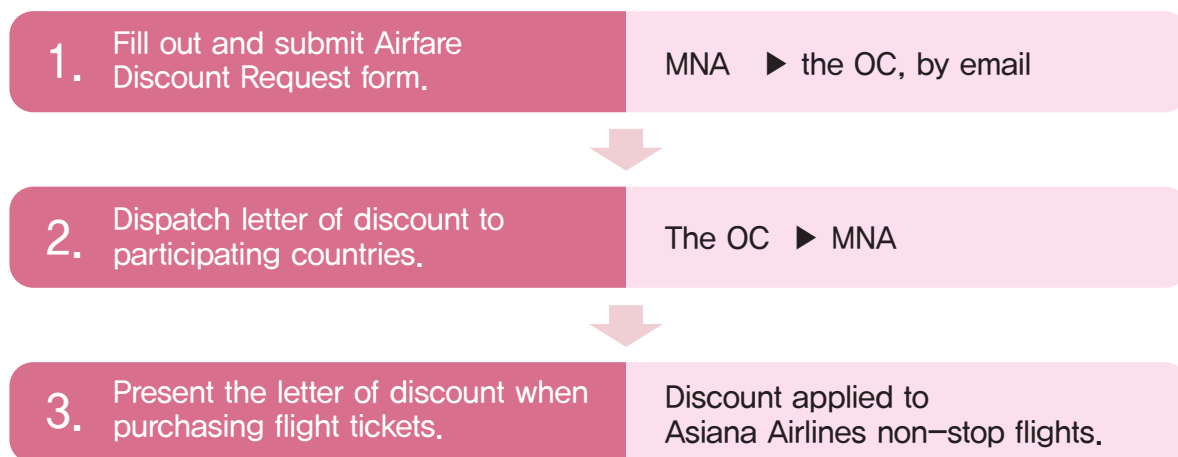 1. Fill out and submit Airfare
Discount Request form.
MNA ▶ the OC, by email
2. Dispatch letter of discount to
participating countries.
The OC ▶ MNA
3. Present the letter of discount when
purchasing flight tickets.
Discount applied to
Asiana Airlines non-stop flights.